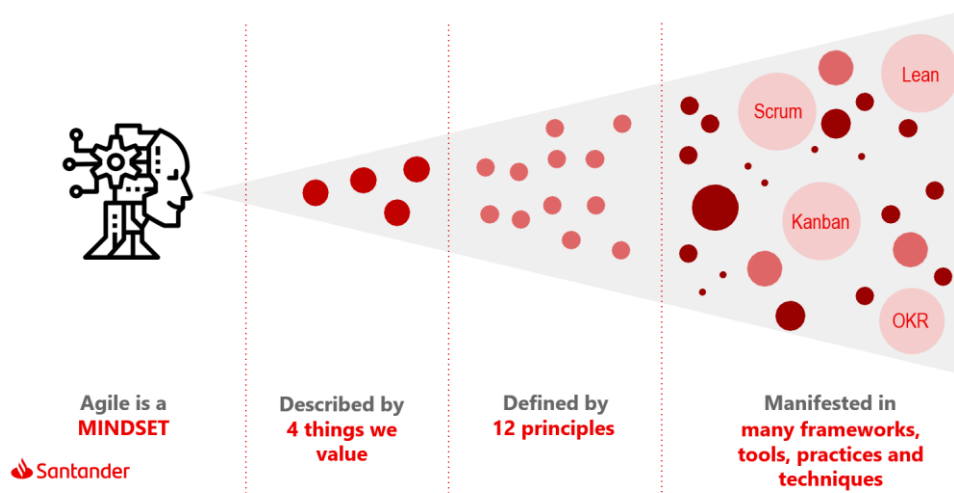 Lean
Scrum
Kanban
OKR
Agile is a
MINDSET
Described by
4 things we
value
Defined by
12 principles
Manifested in
many frameworks,
tools, practices and
techniques
Santander